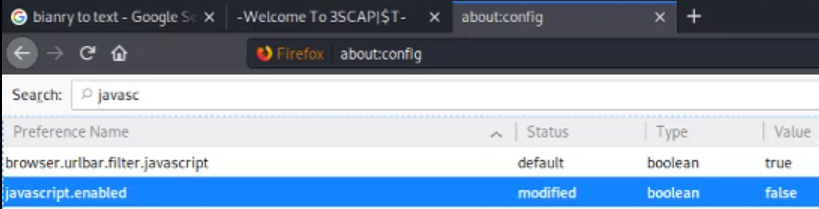 bianry to text - Google Se
-Welcome To 3SCAP|$T-
about:config
Firefox about:config
Search: javasc
Preference Name Status Type Value
browser.urlbar.filter.javascript default boolean true
javascript.enabled modified boolean false